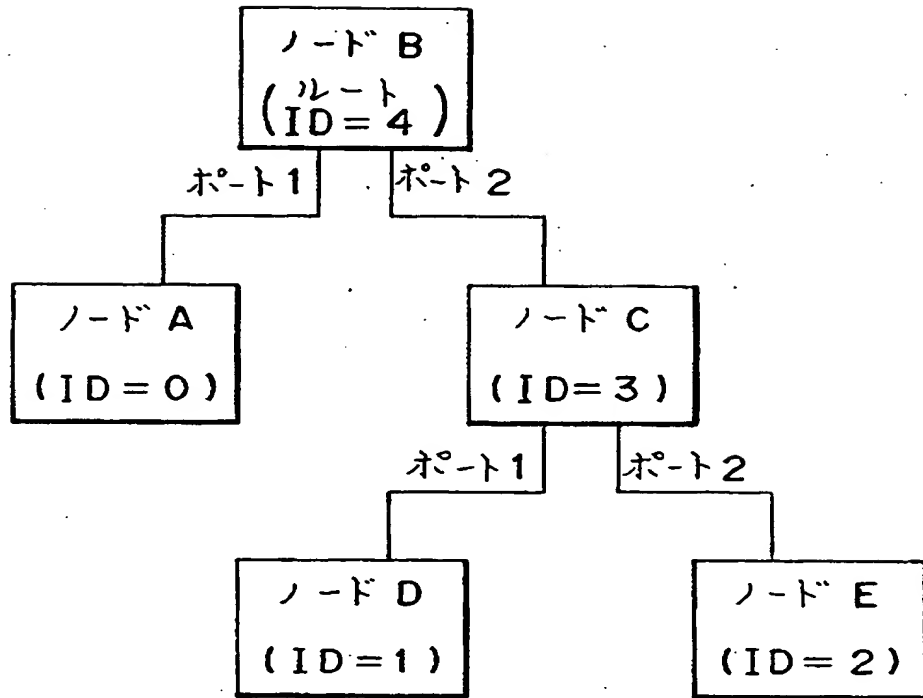 ノード B
(ルート
ID = 4)
ポート1
ポート2
ノード A
(ID = 0)
ノード C
(ID = 3)
ポート1
ポート2
ノード D
(ID = 1)
ノード E
(ID = 2)